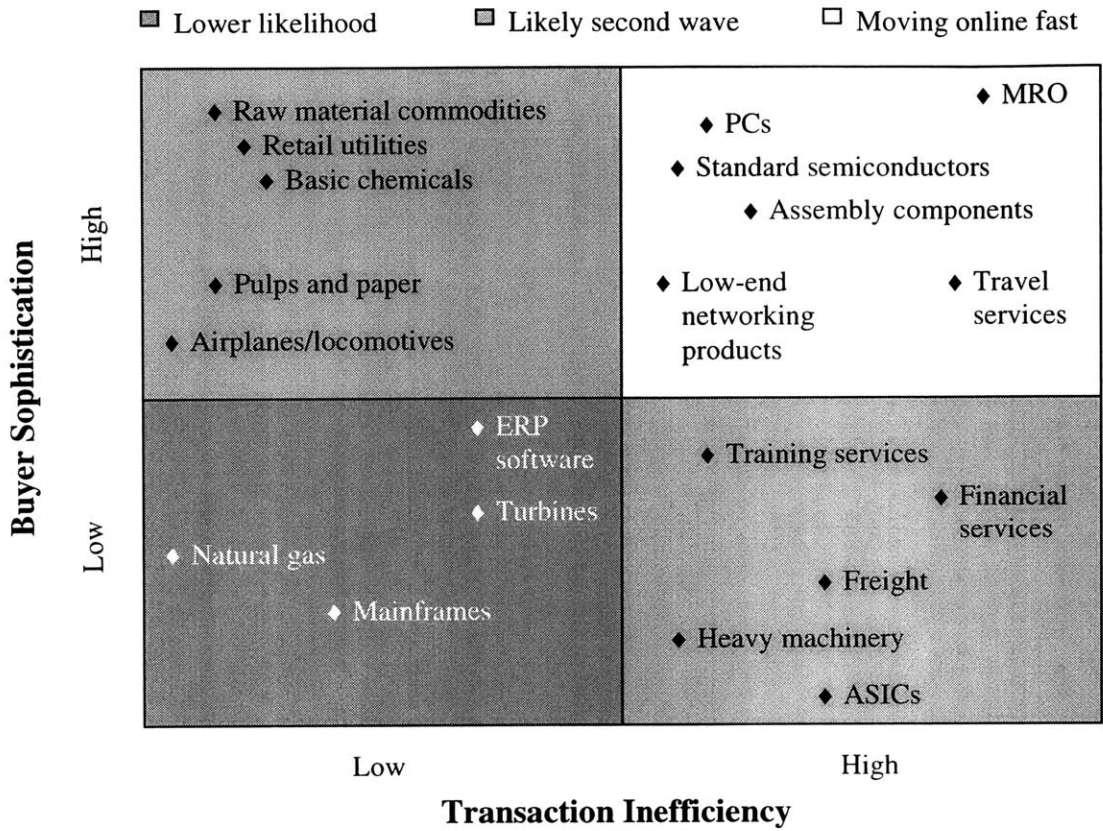 Lower likelihood
Likely second wave
Moving online fast
Raw material commodities
Retail utilities
Basic chemicals
Pulps and paper
Airplanes/locomotives
MRO
PCs
Standard semiconductors
Assembly components
Low-end
networking
products
Travel
services
ERP
software
Turbines
Natural gas
Mainframes
Training services
Financial
services
Freight
Heavy machinery
ASICs
Buyer Sophistication
High
Low
Low
High
Transaction Inefficiency